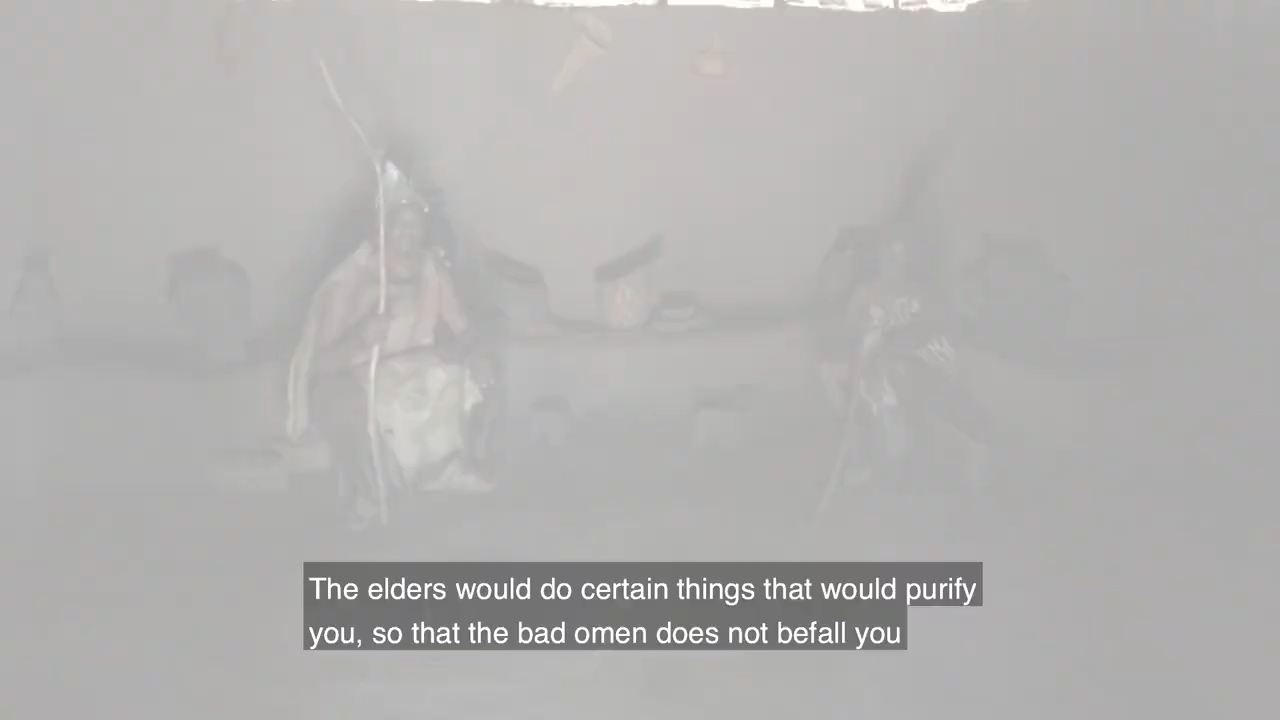 The elders would do certain things that would purify
you, so that the bad omen does not befall you